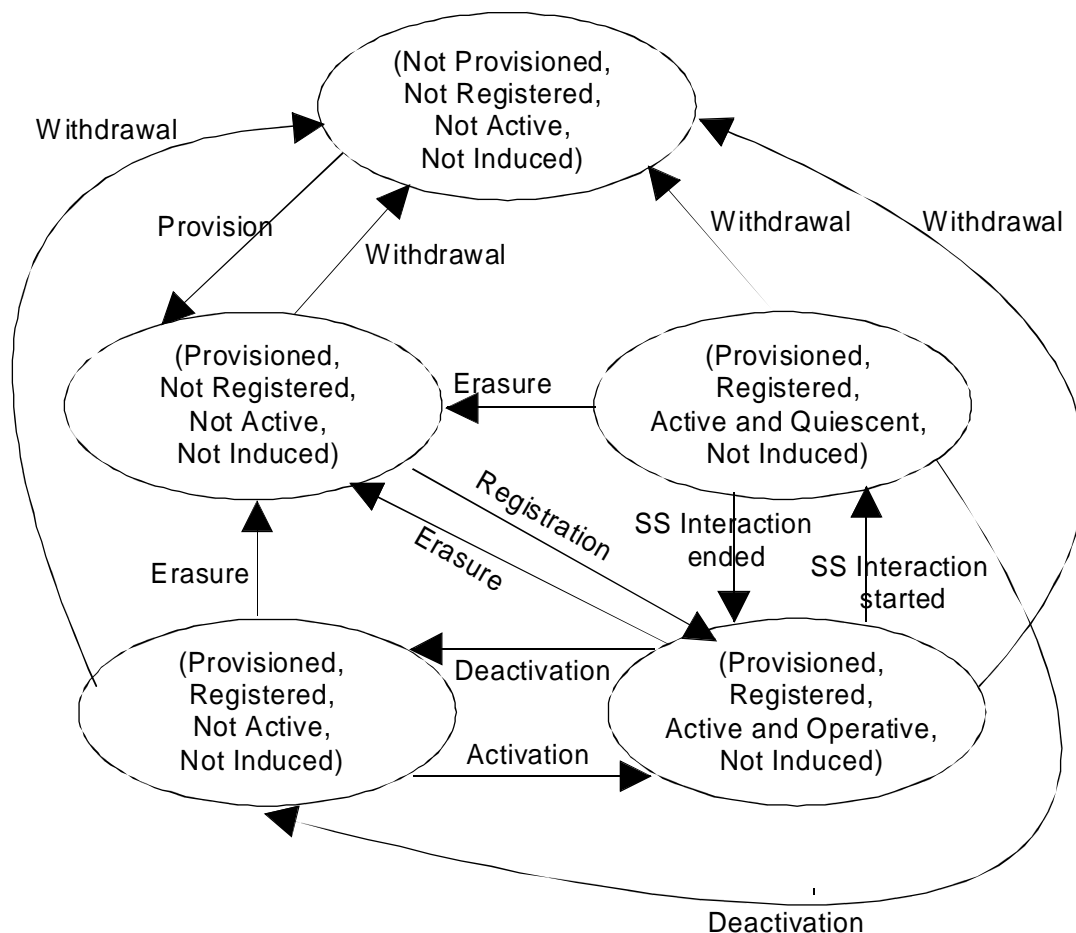 (Not Provisioned,
Not Registered,
Not Active,
Not Induced)
Withdrawal
Provision
Withdrawal
Withdrawal
Withdrawal
(Provisioned,
Not Registered,
Not Active,
Not Induced)
Erasure
(Provisioned,
Registered,
Active and Quiescent,
Not Induced)
Registration
Erasure
SS Interaction
ended
SS Interaction
started
Erasure
(Provisioned,
Registered,
Not Active,
Not Induced)
Deactivation
Activation
(Provisioned,
Registered,
Active and Operative,
Not Induced)
Deactivation